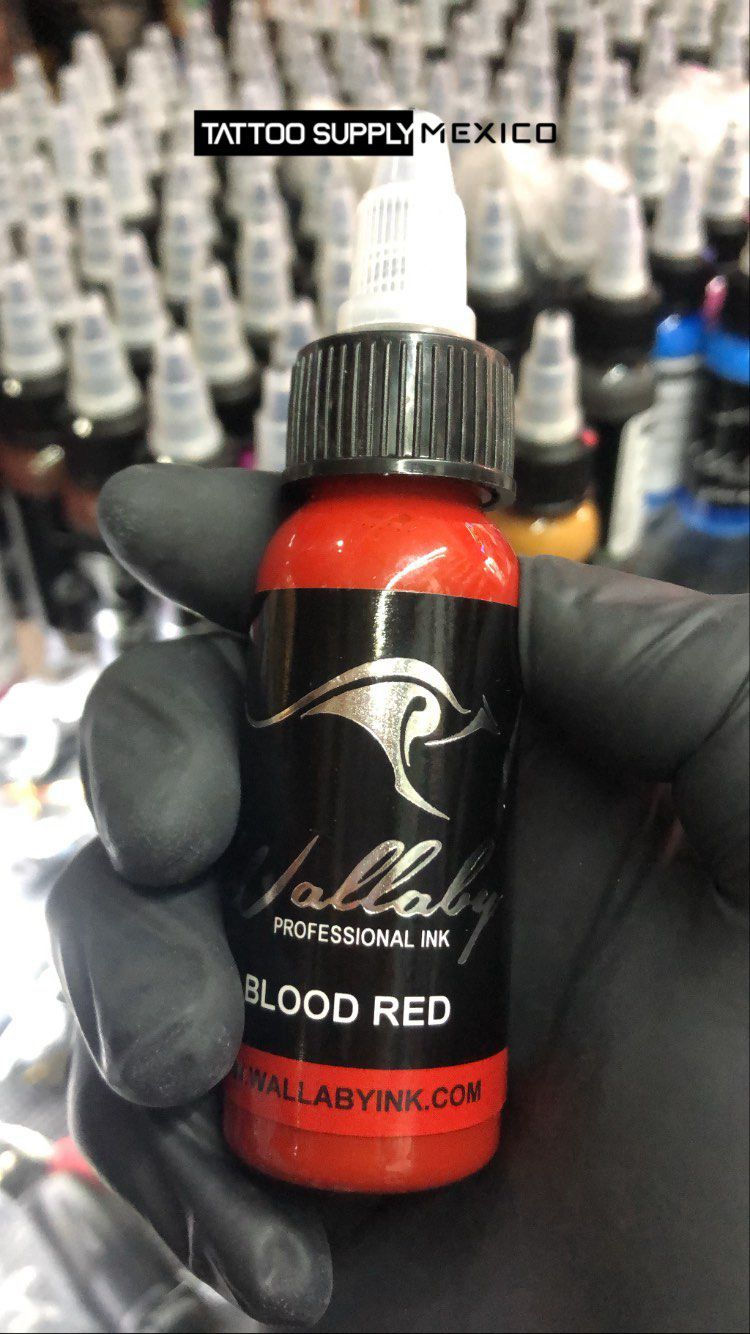 TATTOO SUPPLY MEXICO
Wallaby
PROFESSIONAL INK
BLOOD RED
W.WALLABYINK.COM